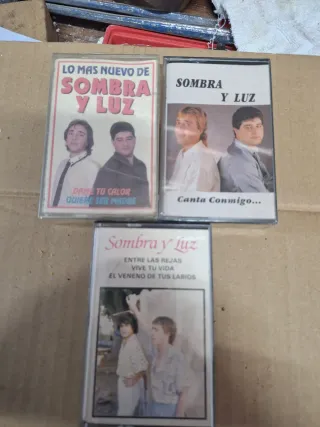 LO MAS NUEVO DE
SOMBRA
Y LUZ
DAME TU CALOR
QUIERO SER MADRE
SOMBRA
Y LUZ
Canta Conmigo...
Sombra y Luz
ENTRE LAS REJAS
VIVE TU VIDA
EL VENENO DE TUS LABIOS